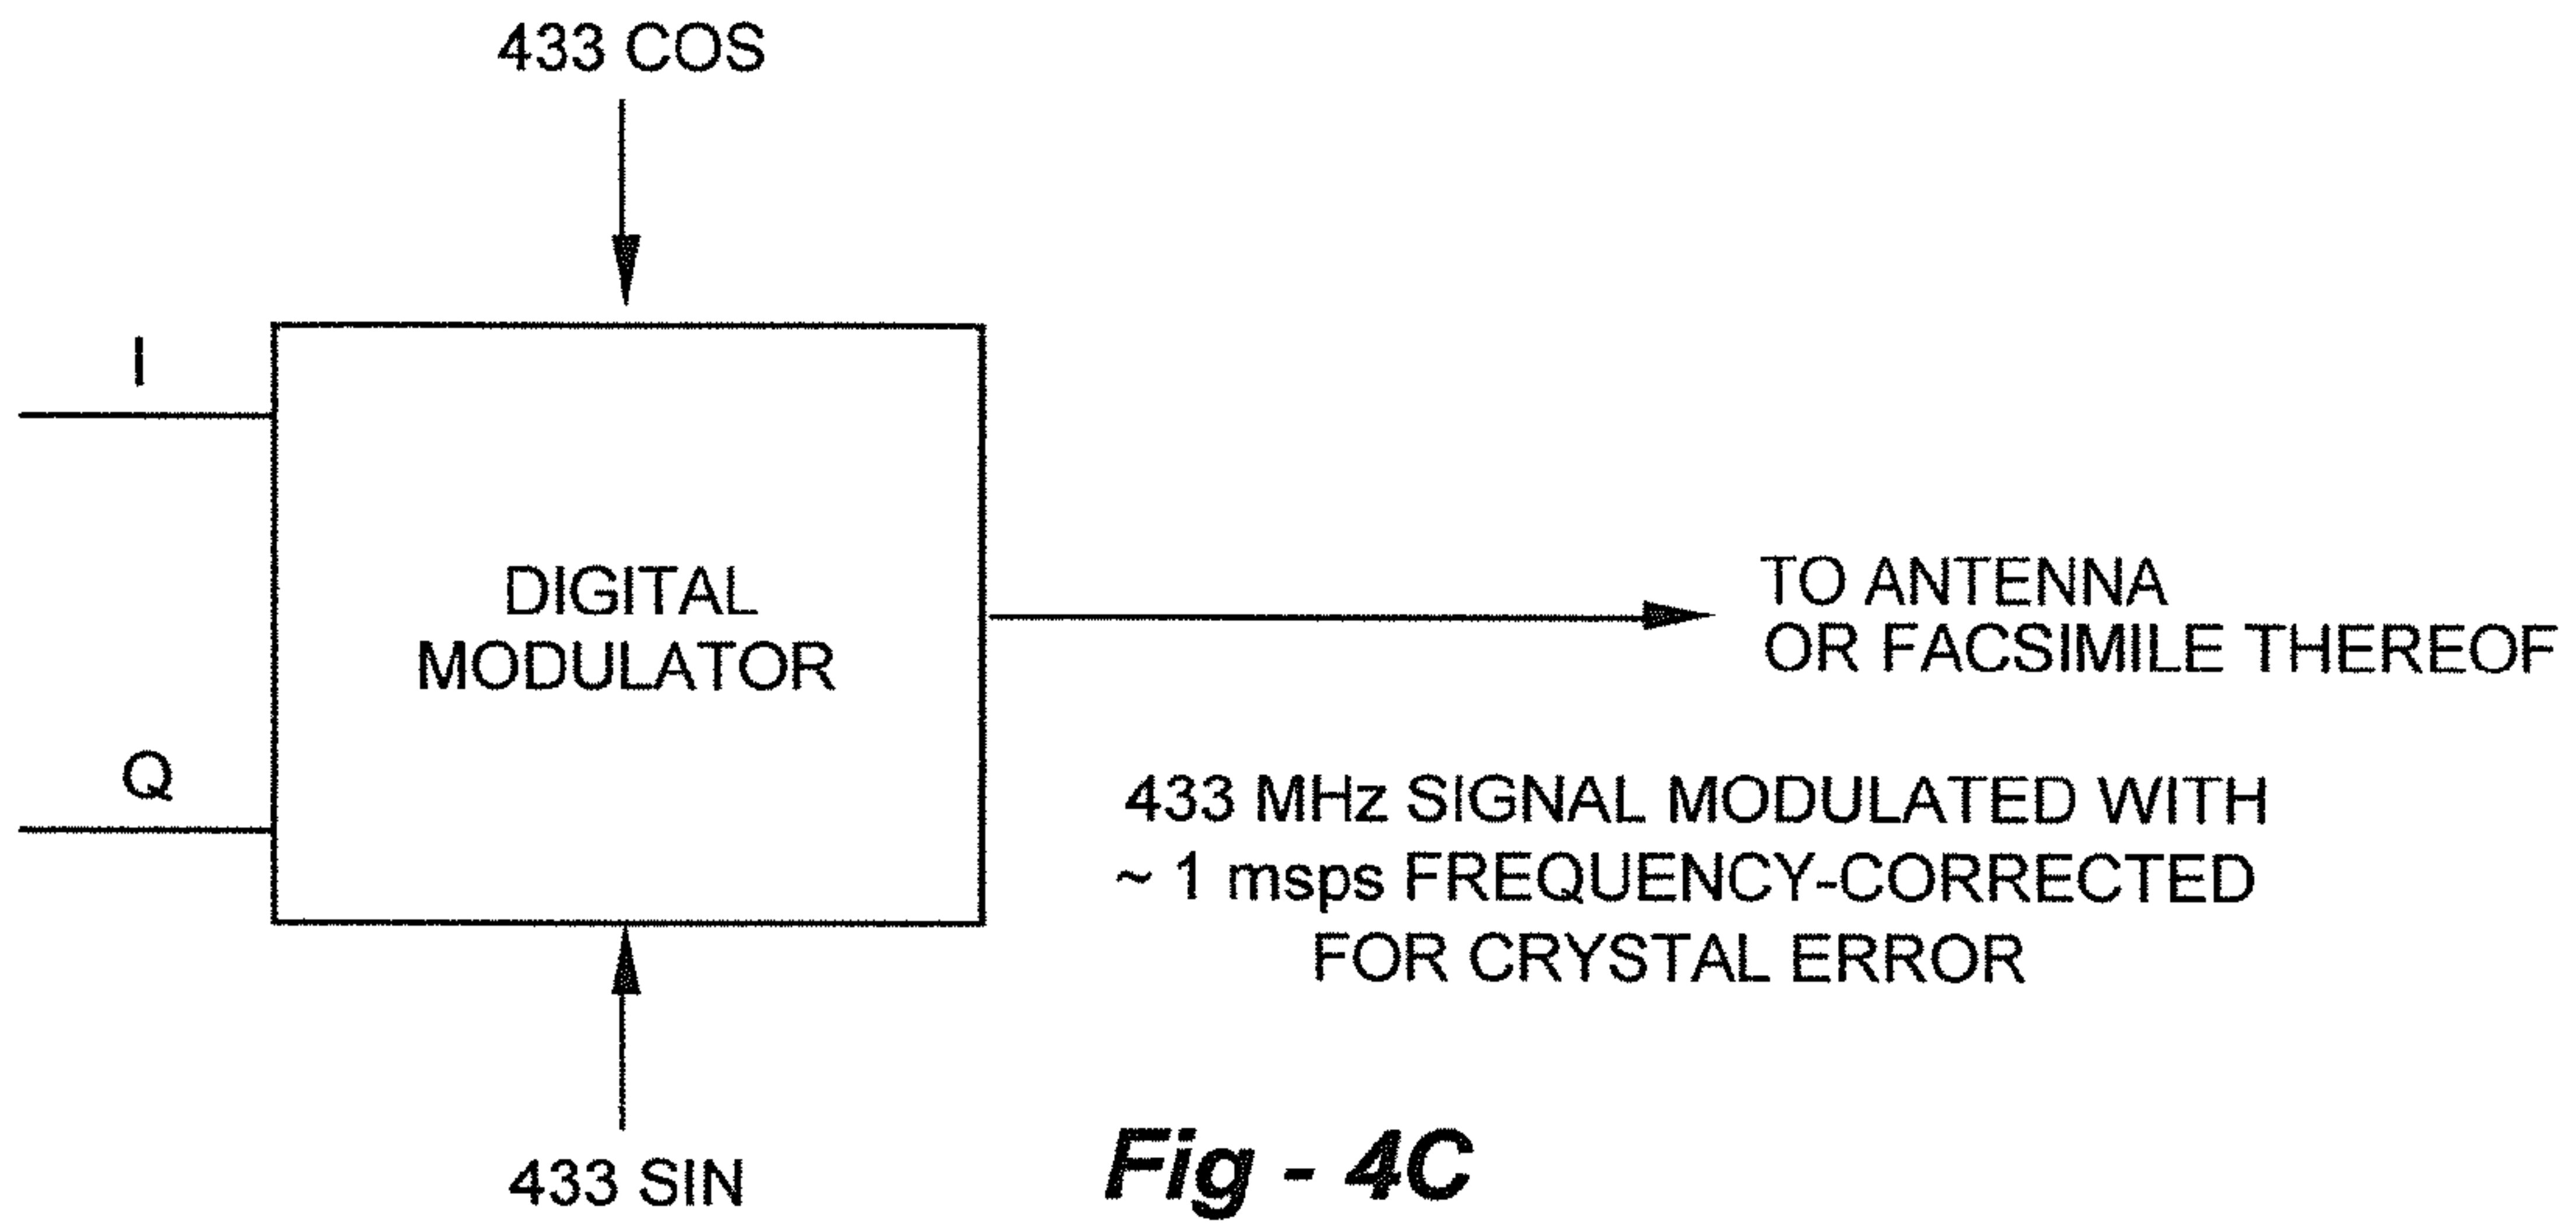 433 COS
I
DIGITAL
MODULATOR
TO ANTENNA
OR FACSIMILE THEREOF
Q
433 MHz SIGNAL MODULATED WITH
~ 1 msps FREQUENCY-CORRECTED
FOR CRYSTAL ERROR
433 SIN
Fig - 4C